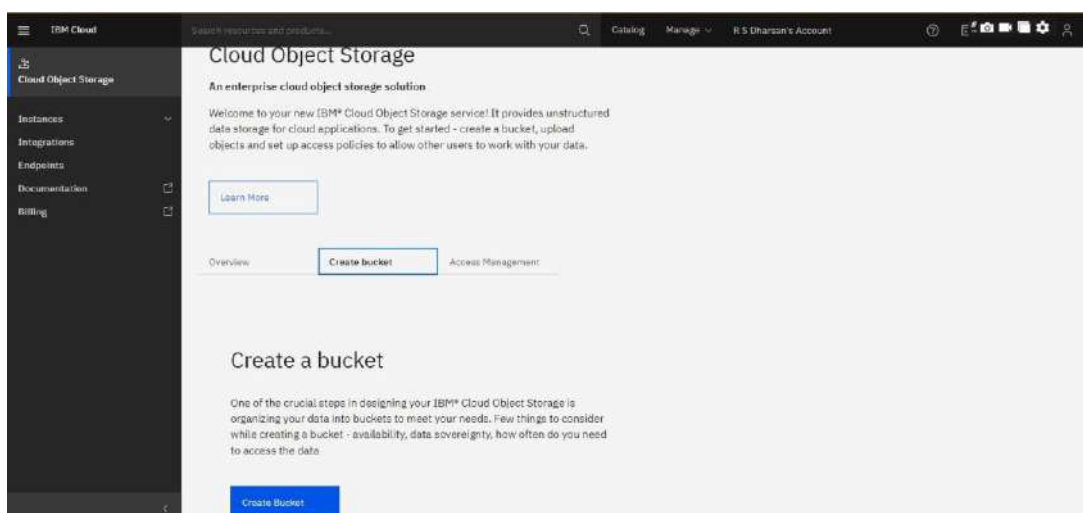 IBM Cloud
Search resources and products...
Catalog
Manage
R S Dharsan's Account
Cloud Object Storage
Instances
Integrations
Endpoints
Documentation
Billing
Cloud Object Storage
An enterprise cloud object storage solution
Welcome to your new IBM® Cloud Object Storage service! It provides unstructured
data storage for cloud applications. To get started - create a bucket, upload
objects and set up access policies to allow other users to work with your data.
Learn More
Overview
Create bucket
Access Management
Create a bucket
One of the crucial steps in designing your IBM® Cloud Object Storage is
organizing your data into buckets to meet your needs. Few things to consider
while creating a bucket - availability, data sovereignty, how often do you need
to access the data
Create Bucket